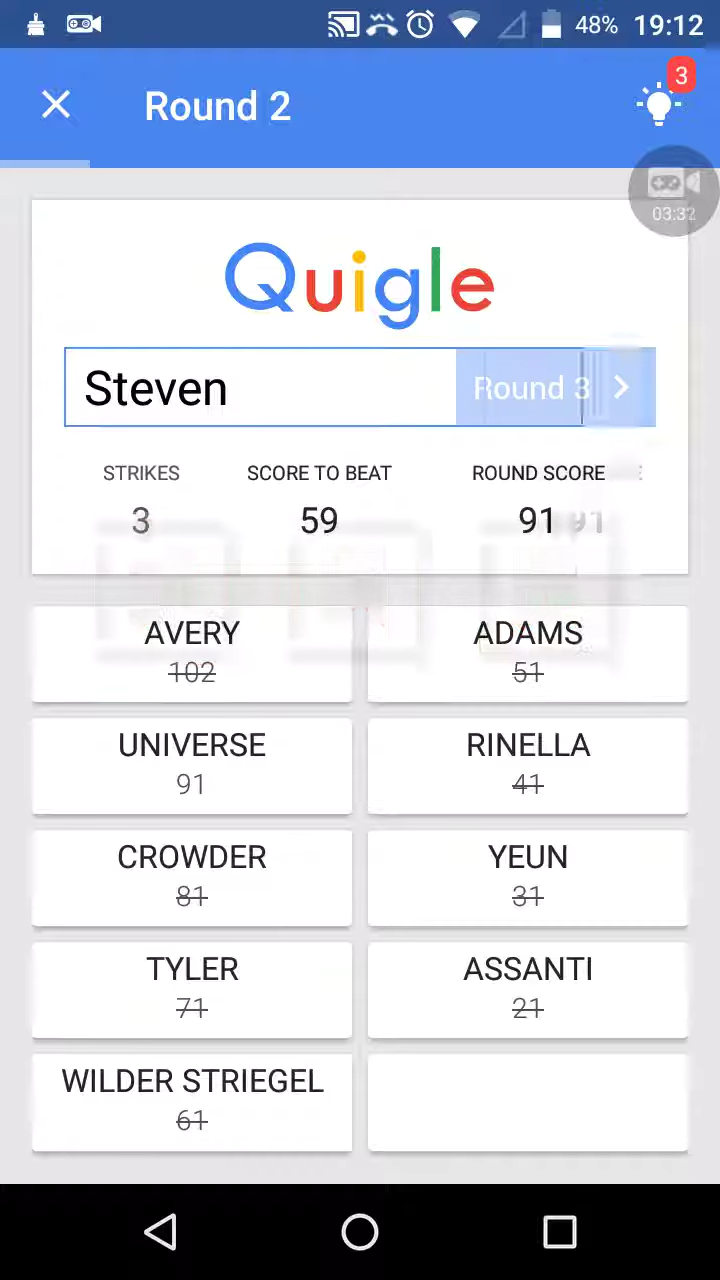 48% 19:12
Round 2
3
03:32
Quigle
Steven
Round 3
STRIKES SCORE TO BEAT ROUND SCORE
3 59 91
AVERY ADAMS
102 51
UNIVERSE RINELLA
91 41
CROWDER YEUN
81 31
TYLER ASSANTI
71 21
WILDER STRIEGEL
61